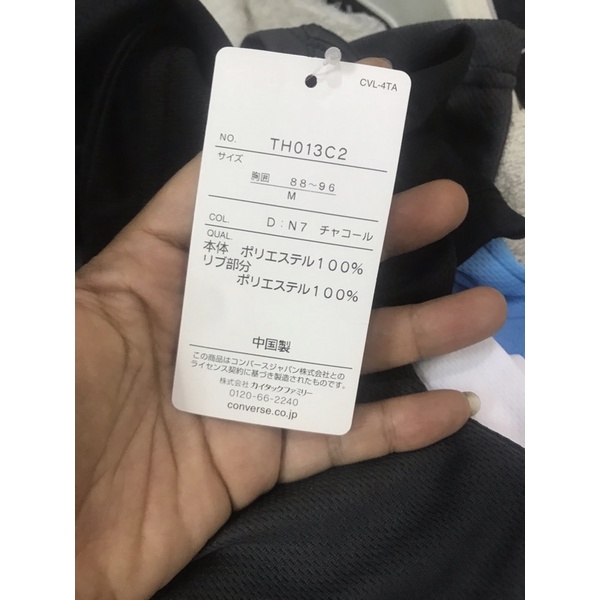 CVL-4TA
NO. TH013C2
サイズ
胸囲 88～96
M
COL. D:N7 チャコール
QUAL.
本体 ポリエステル100%
リブ部分
ポリエステル100%
中国製
この商品はコンバースジャパン株式会社との
ライセンス契約に基づき製造されたものです。
株式会社 カイタックファミリー
0120-66-2240
converse.co.jp